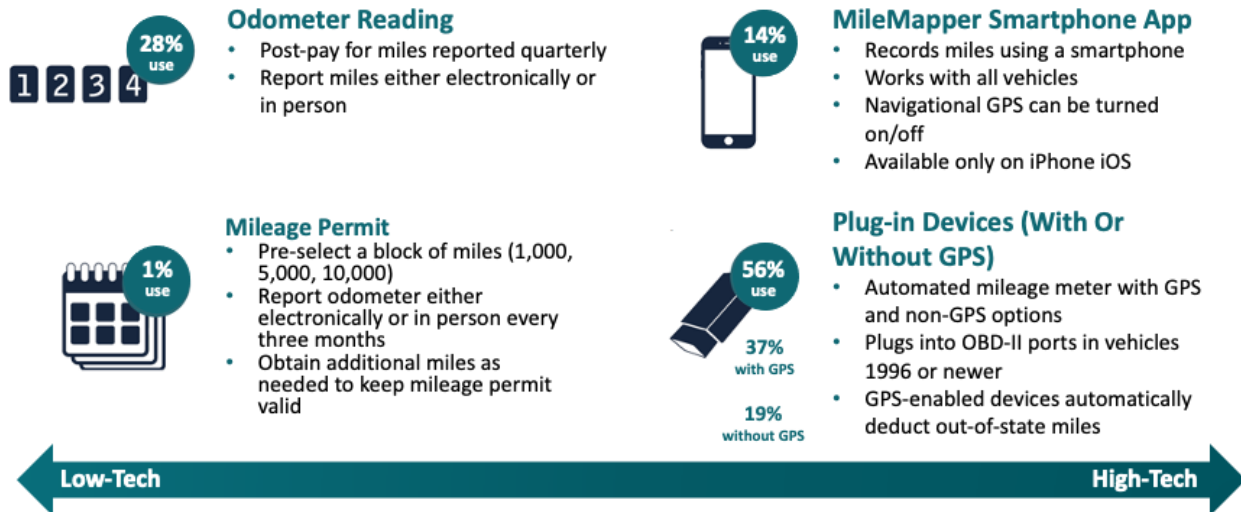 1 2 3 4
28%
use
Odometer Reading
• Post-pay for miles reported quarterly
• Report miles either electronically or
in person
1%
use
Mileage Permit
• Pre-select a block of miles (1,000,
5,000, 10,000)
• Report odometer either
electronically or in person every
three months
• Obtain additional miles as
needed to keep mileage permit
valid
14%
use
MileMapper Smartphone App
• Records miles using a smartphone
• Works with all vehicles
• Navigational GPS can be turned
on/off
• Available only on iPhone iOS
56%
use
37%
with GPS
19%
without GPS
Plug-in Devices (With Or
Without GPS)
• Automated mileage meter with GPS
and non-GPS options
• Plugs into OBD-II ports in vehicles
1996 or newer
• GPS-enabled devices automatically
deduct out-of-state miles
Low-Tech
High-Tech